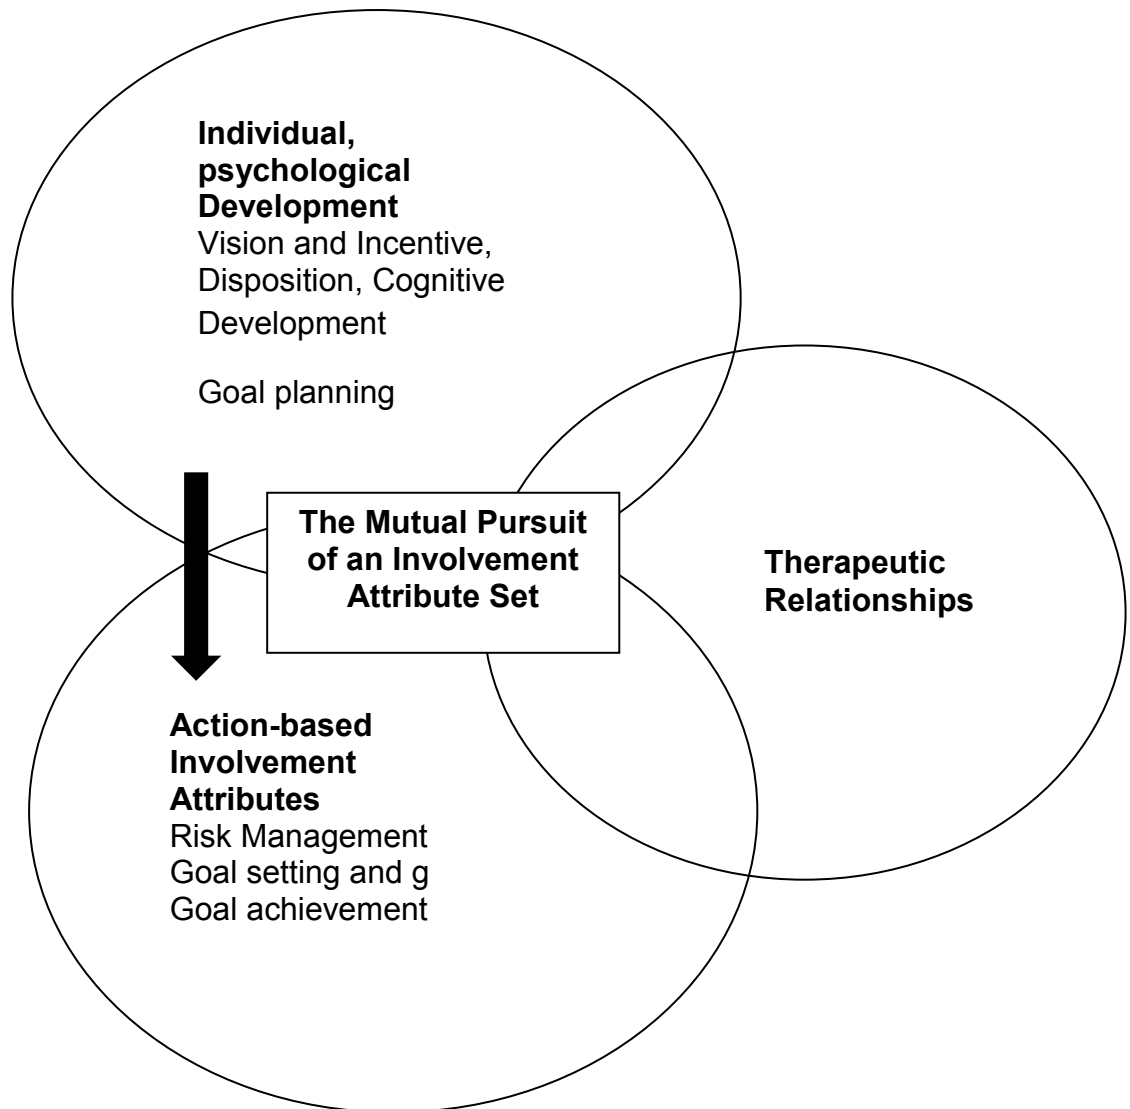 Individual,
psychological
Development
Vision and Incentive,
Disposition, Cognitive
Development
Goal planning
The Mutual Pursuit
of an Involvement
Attribute Set
Therapeutic
Relationships
Action-based
Involvement
Attributes
Risk Management
Goal setting and g
Goal achievement